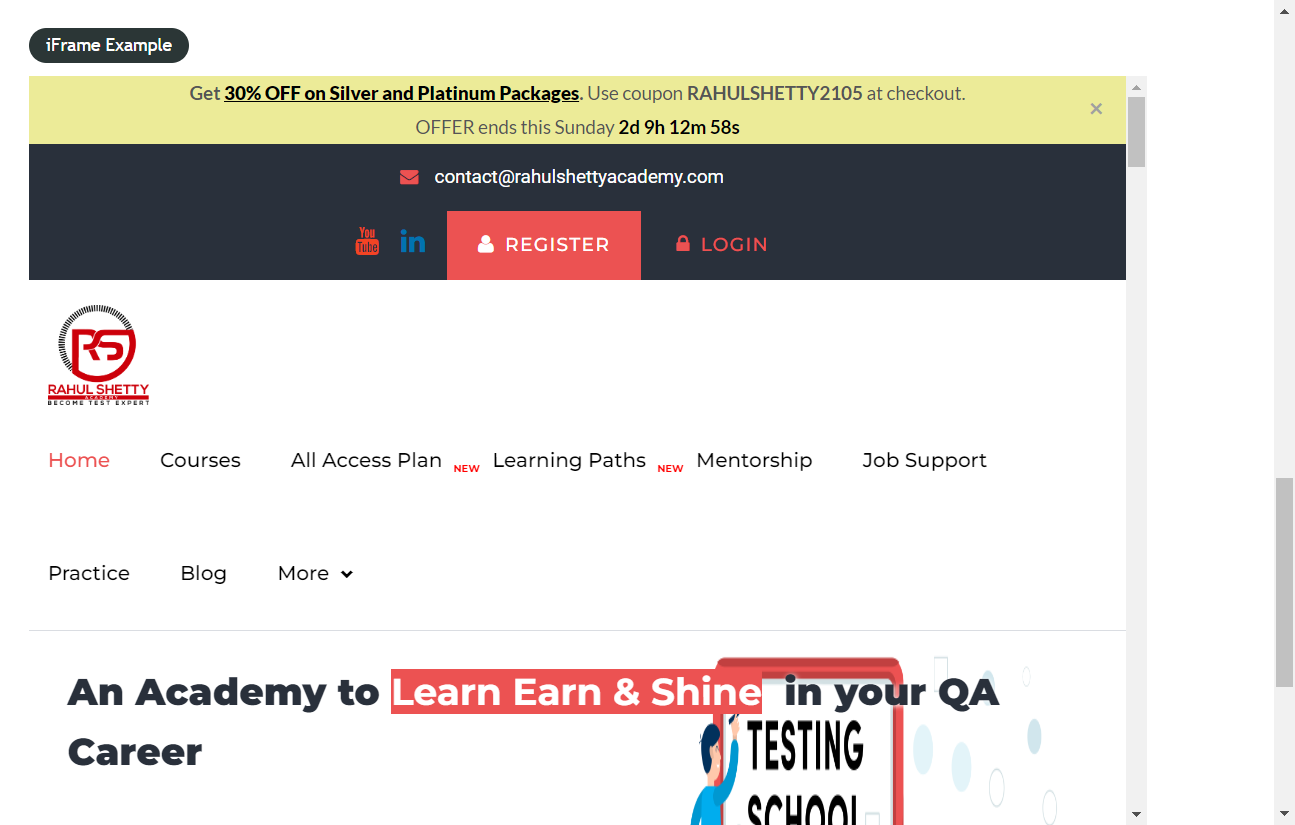 iFrame Example
Get 30% OFF on Silver and Platinum Packages. Use coupon RAHULSHETTY2105 at checkout.
OFFER ends this Sunday 2d 9h 12m 58s
×
contact@rahulshettyacademy.com
You
Tube
in
REGISTER
LOGIN
RS
RAHUL SHETTY
ACADEMY
BECOME TEST EXPERT
Home Courses All Access Plan NEW Learning Paths NEW Mentorship Job Support
Practice Blog More
An Academy to Learn Earn & Shine in your QA
Career
TESTING
SCHOOL